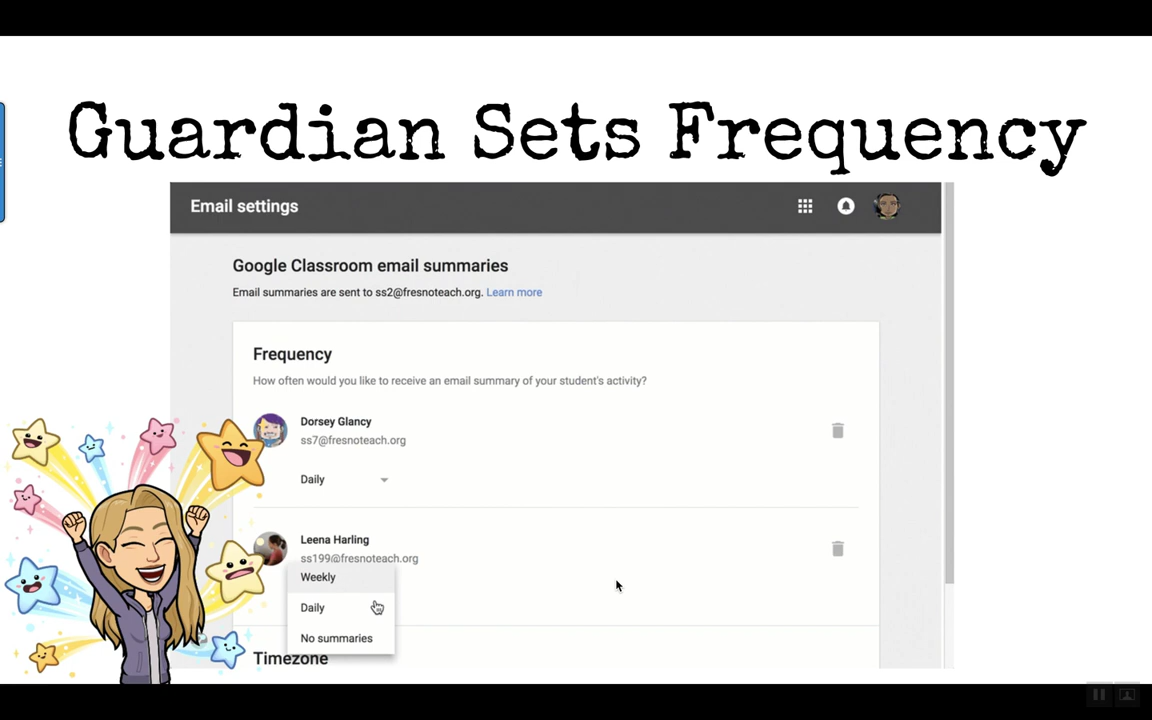 Guardian Sets Frequency
Email settings
Google Classroom email summaries
Email summaries are sent to ss2@fresnoteach.org. Learn more
Frequency
How often would you like to receive an email summary of your student's activity?
Dorsey Glancy
ss7@fresnoteach.org
Daily
Leena Harling
ss199@fresnoteach.org
Weekly
Daily
No summaries
Timezone